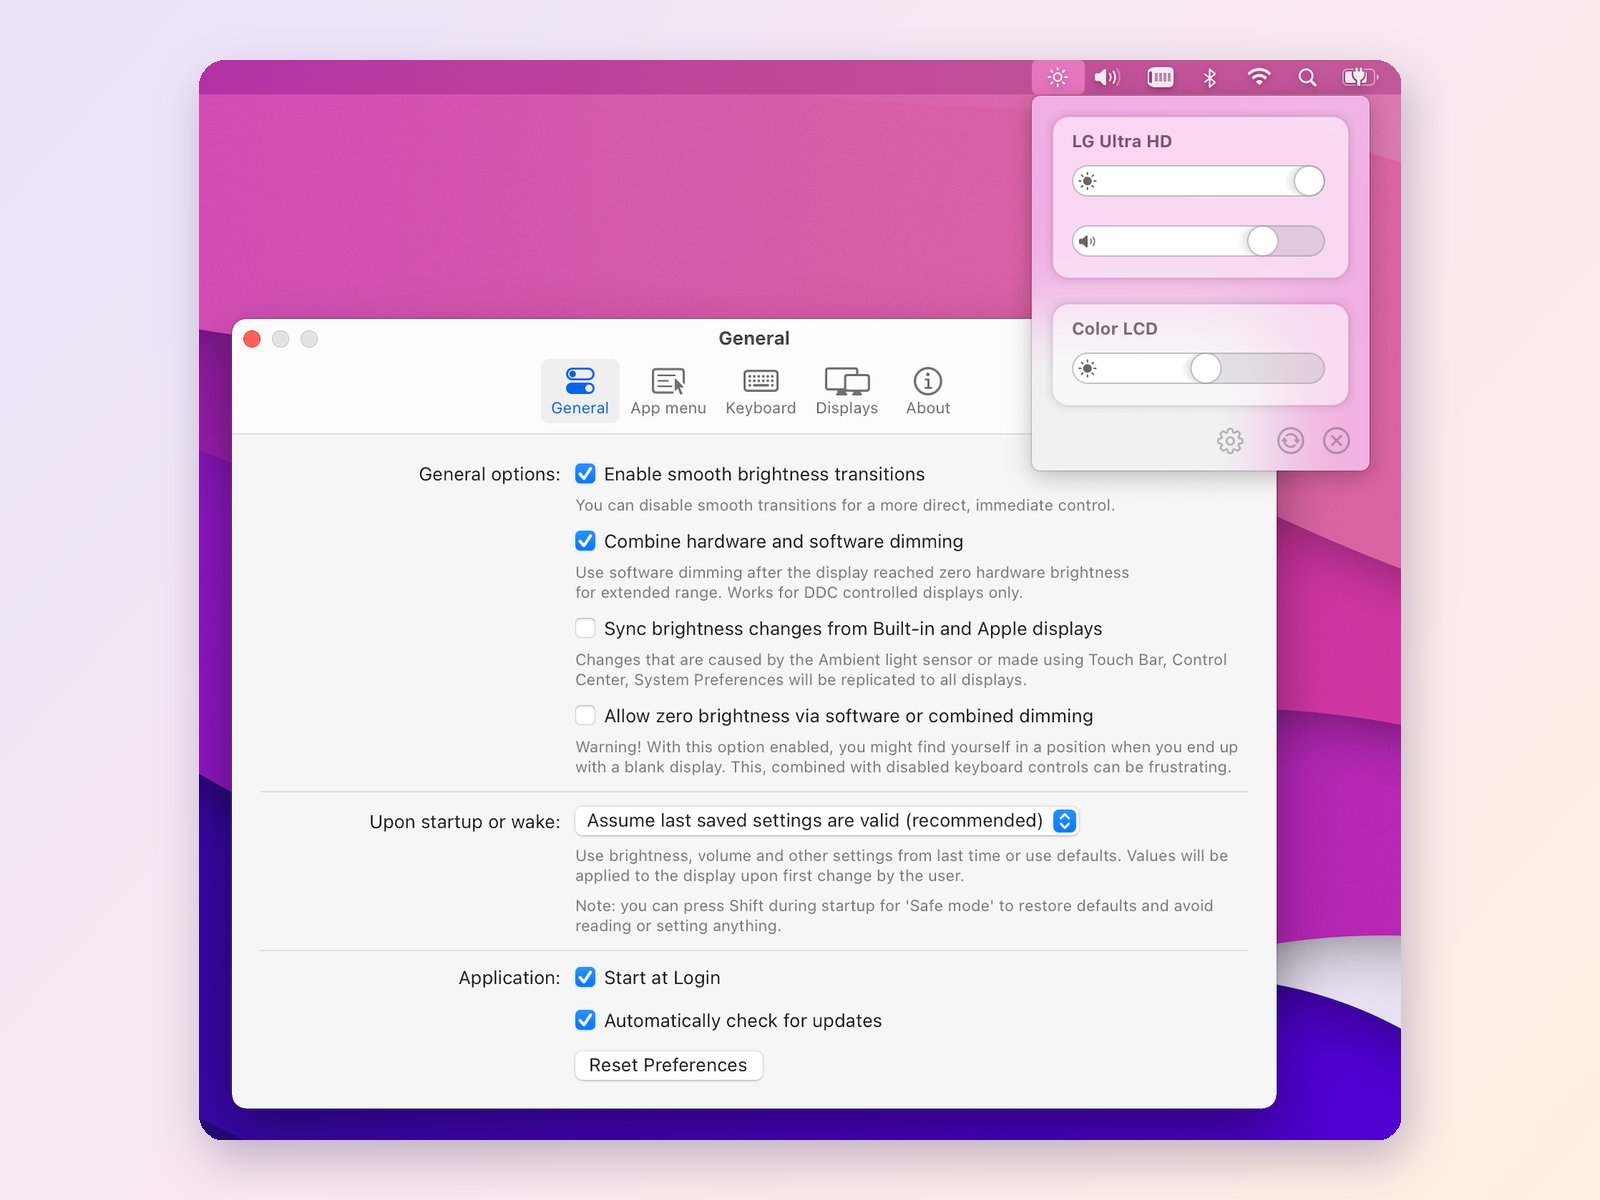 LG Ultra HD
Color LCD
General
General
App menu
Keyboard
Displays
About
General options:
Enable smooth brightness transitions
You can disable smooth transitions for a more direct, immediate control.
Combine hardware and software dimming
Use software dimming after the display reached zero hardware brightness
for extended range. Works for DDC controlled displays only.
Sync brightness changes from Built-in and Apple displays
Changes that are caused by the Ambient light sensor or made using Touch Bar, Control
Center, System Preferences will be replicated to all displays.
Allow zero brightness via software or combined dimming
Warning! With this option enabled, you might find yourself in a position when you end up
with a blank display. This, combined with disabled keyboard controls can be frustrating.
Upon startup or wake:
Assume last saved settings are valid (recommended)
Use brightness, volume and other settings from last time or use defaults. Values will be
applied to the display upon first change by the user.
Note: you can press Shift during startup for 'Safe mode' to restore defaults and avoid
reading or setting anything.
Application:
Start at Login
Automatically check for updates
Reset Preferences